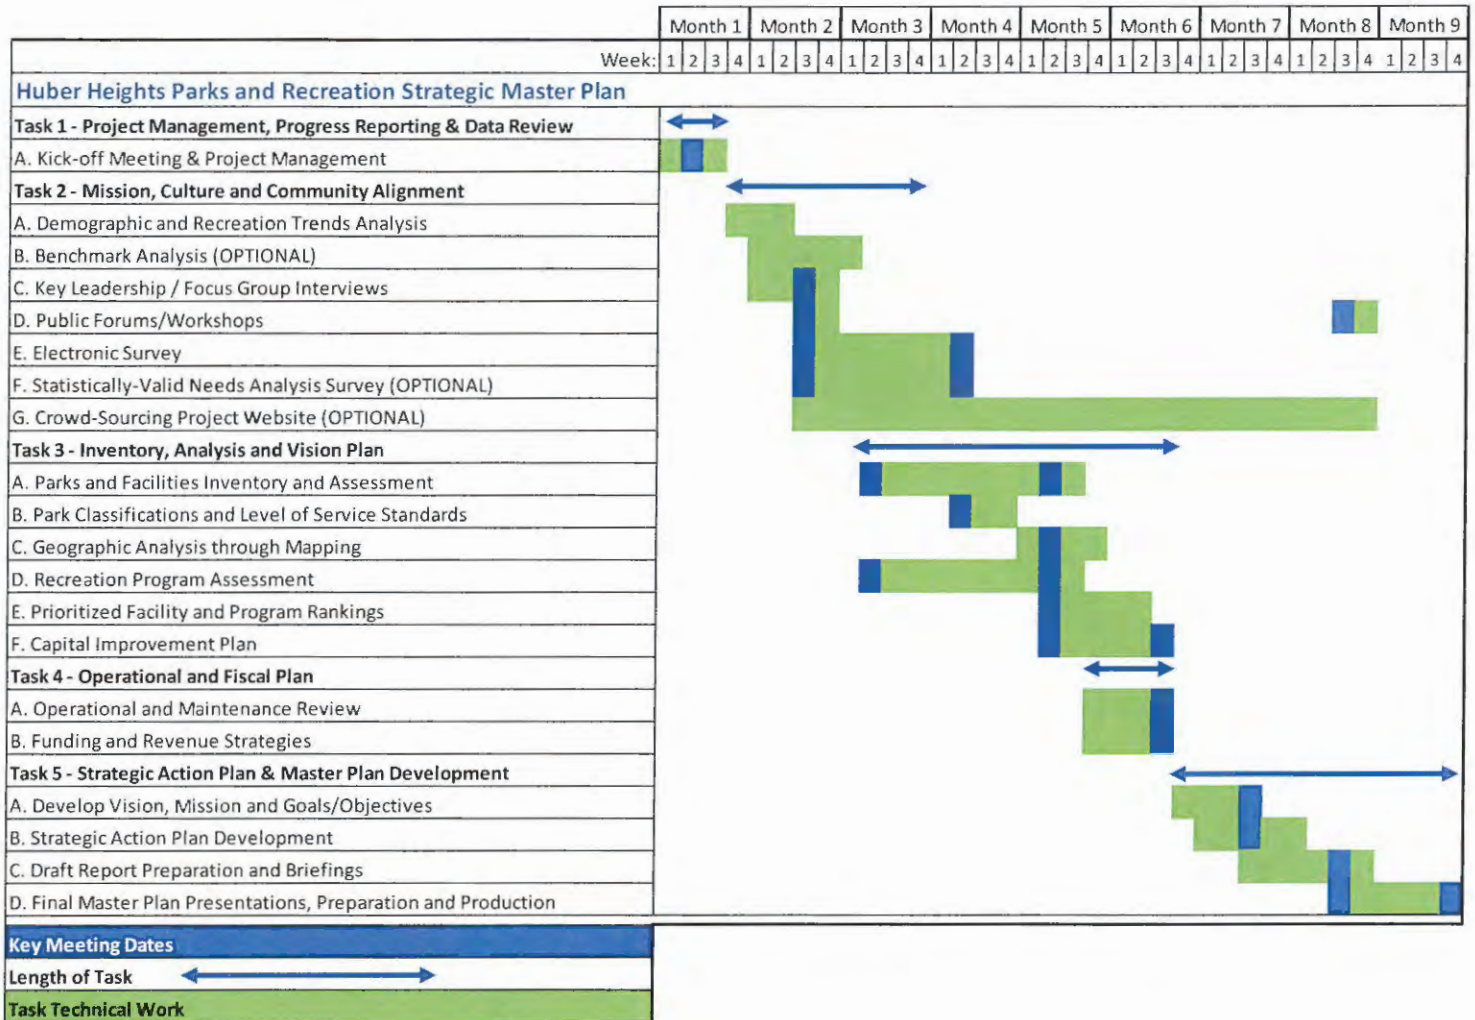 Month 1 Month 2 Month 3 Month 4 Month 5 Month 6 Month 7 Month 8 Month 9
Week: 1 2 3 4 1 2 3 4 1 2 3 4 1 2 3 4 1 2 3 4 1 2 3 4 1 2 3 4 1 2 3 4 1 2 3 4
Huber Heights Parks and Recreation Strategic Master Plan
Task 1 - Project Management, Progress Reporting & Data Review
A. Kick-off Meeting & Project Management
Task 2 - Mission, Culture and Community Alignment
A. Demographic and Recreation Trends Analysis
B. Benchmark Analysis (OPTIONAL)
C. Key Leadership / Focus Group Interviews
D. Public Forums/Workshops
E. Electronic Survey
F. Statistically-Valid Needs Analysis Survey (OPTIONAL)
G. Crowd-Sourcing Project Website (OPTIONAL)
Task 3 - Inventory, Analysis and Vision Plan
A. Parks and Facilities Inventory and Assessment
B. Park Classifications and Level of Service Standards
C. Geographic Analysis through Mapping
D. Recreation Program Assessment
E. Prioritized Facility and Program Rankings
F. Capital Improvement Plan
Task 4 - Operational and Fiscal Plan
A. Operational and Maintenance Review
B. Funding and Revenue Strategies
Task 5 - Strategic Action Plan & Master Plan Development
A. Develop Vision, Mission and Goals/Objectives
B. Strategic Action Plan Development
C. Draft Report Preparation and Briefings
D. Final Master Plan Presentations, Preparation and Production
Key Meeting Dates
Length of Task
Task Technical Work